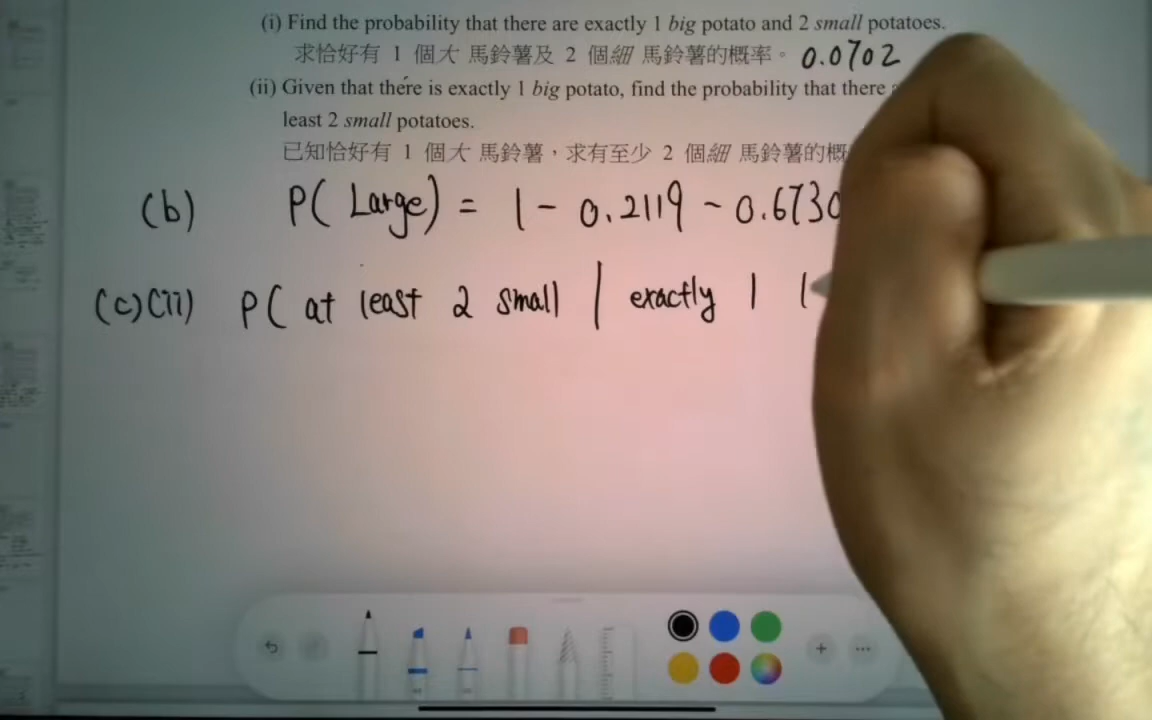 (i) Find the probability that there are exactly 1 big potato and 2 small potatoes.
求恰好有 1 個大 馬鈴薯及 2 個細 馬鈴薯的概率。 0.0702
(ii) Given that there is exactly 1 big potato, find the probability that there
least 2 small potatoes.
已知恰好有 1 個大 馬鈴薯，求有至少 2 個細 馬鈴薯的概
(b) P( Large) = 1 - 0.2119 - 0.6730
(c)(ii) P( at least 2 small | exactly 1 l